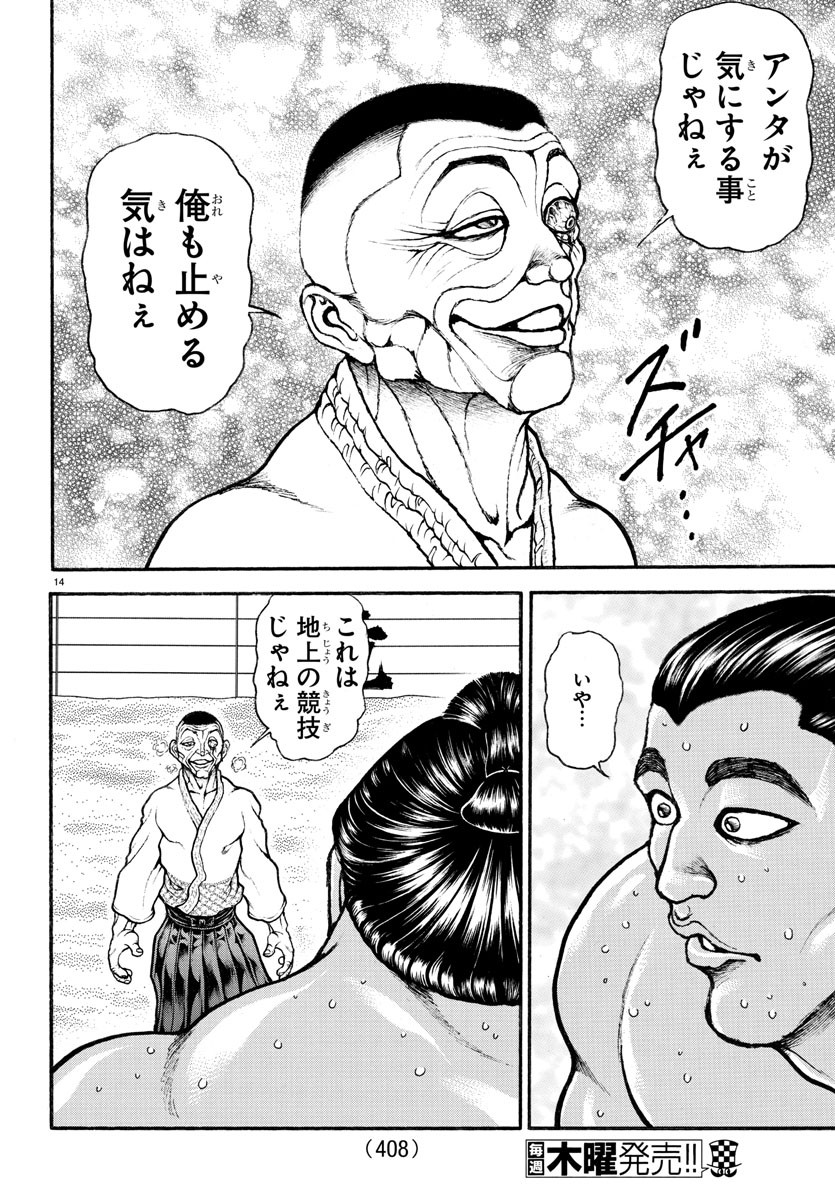 アンタが
気にする事
じゃねぇ
俺も止める
気はねぇ
ズチャ…
14
いや…
これは
地上の競技
じゃねぇ
(408)
毎週木曜発売!!